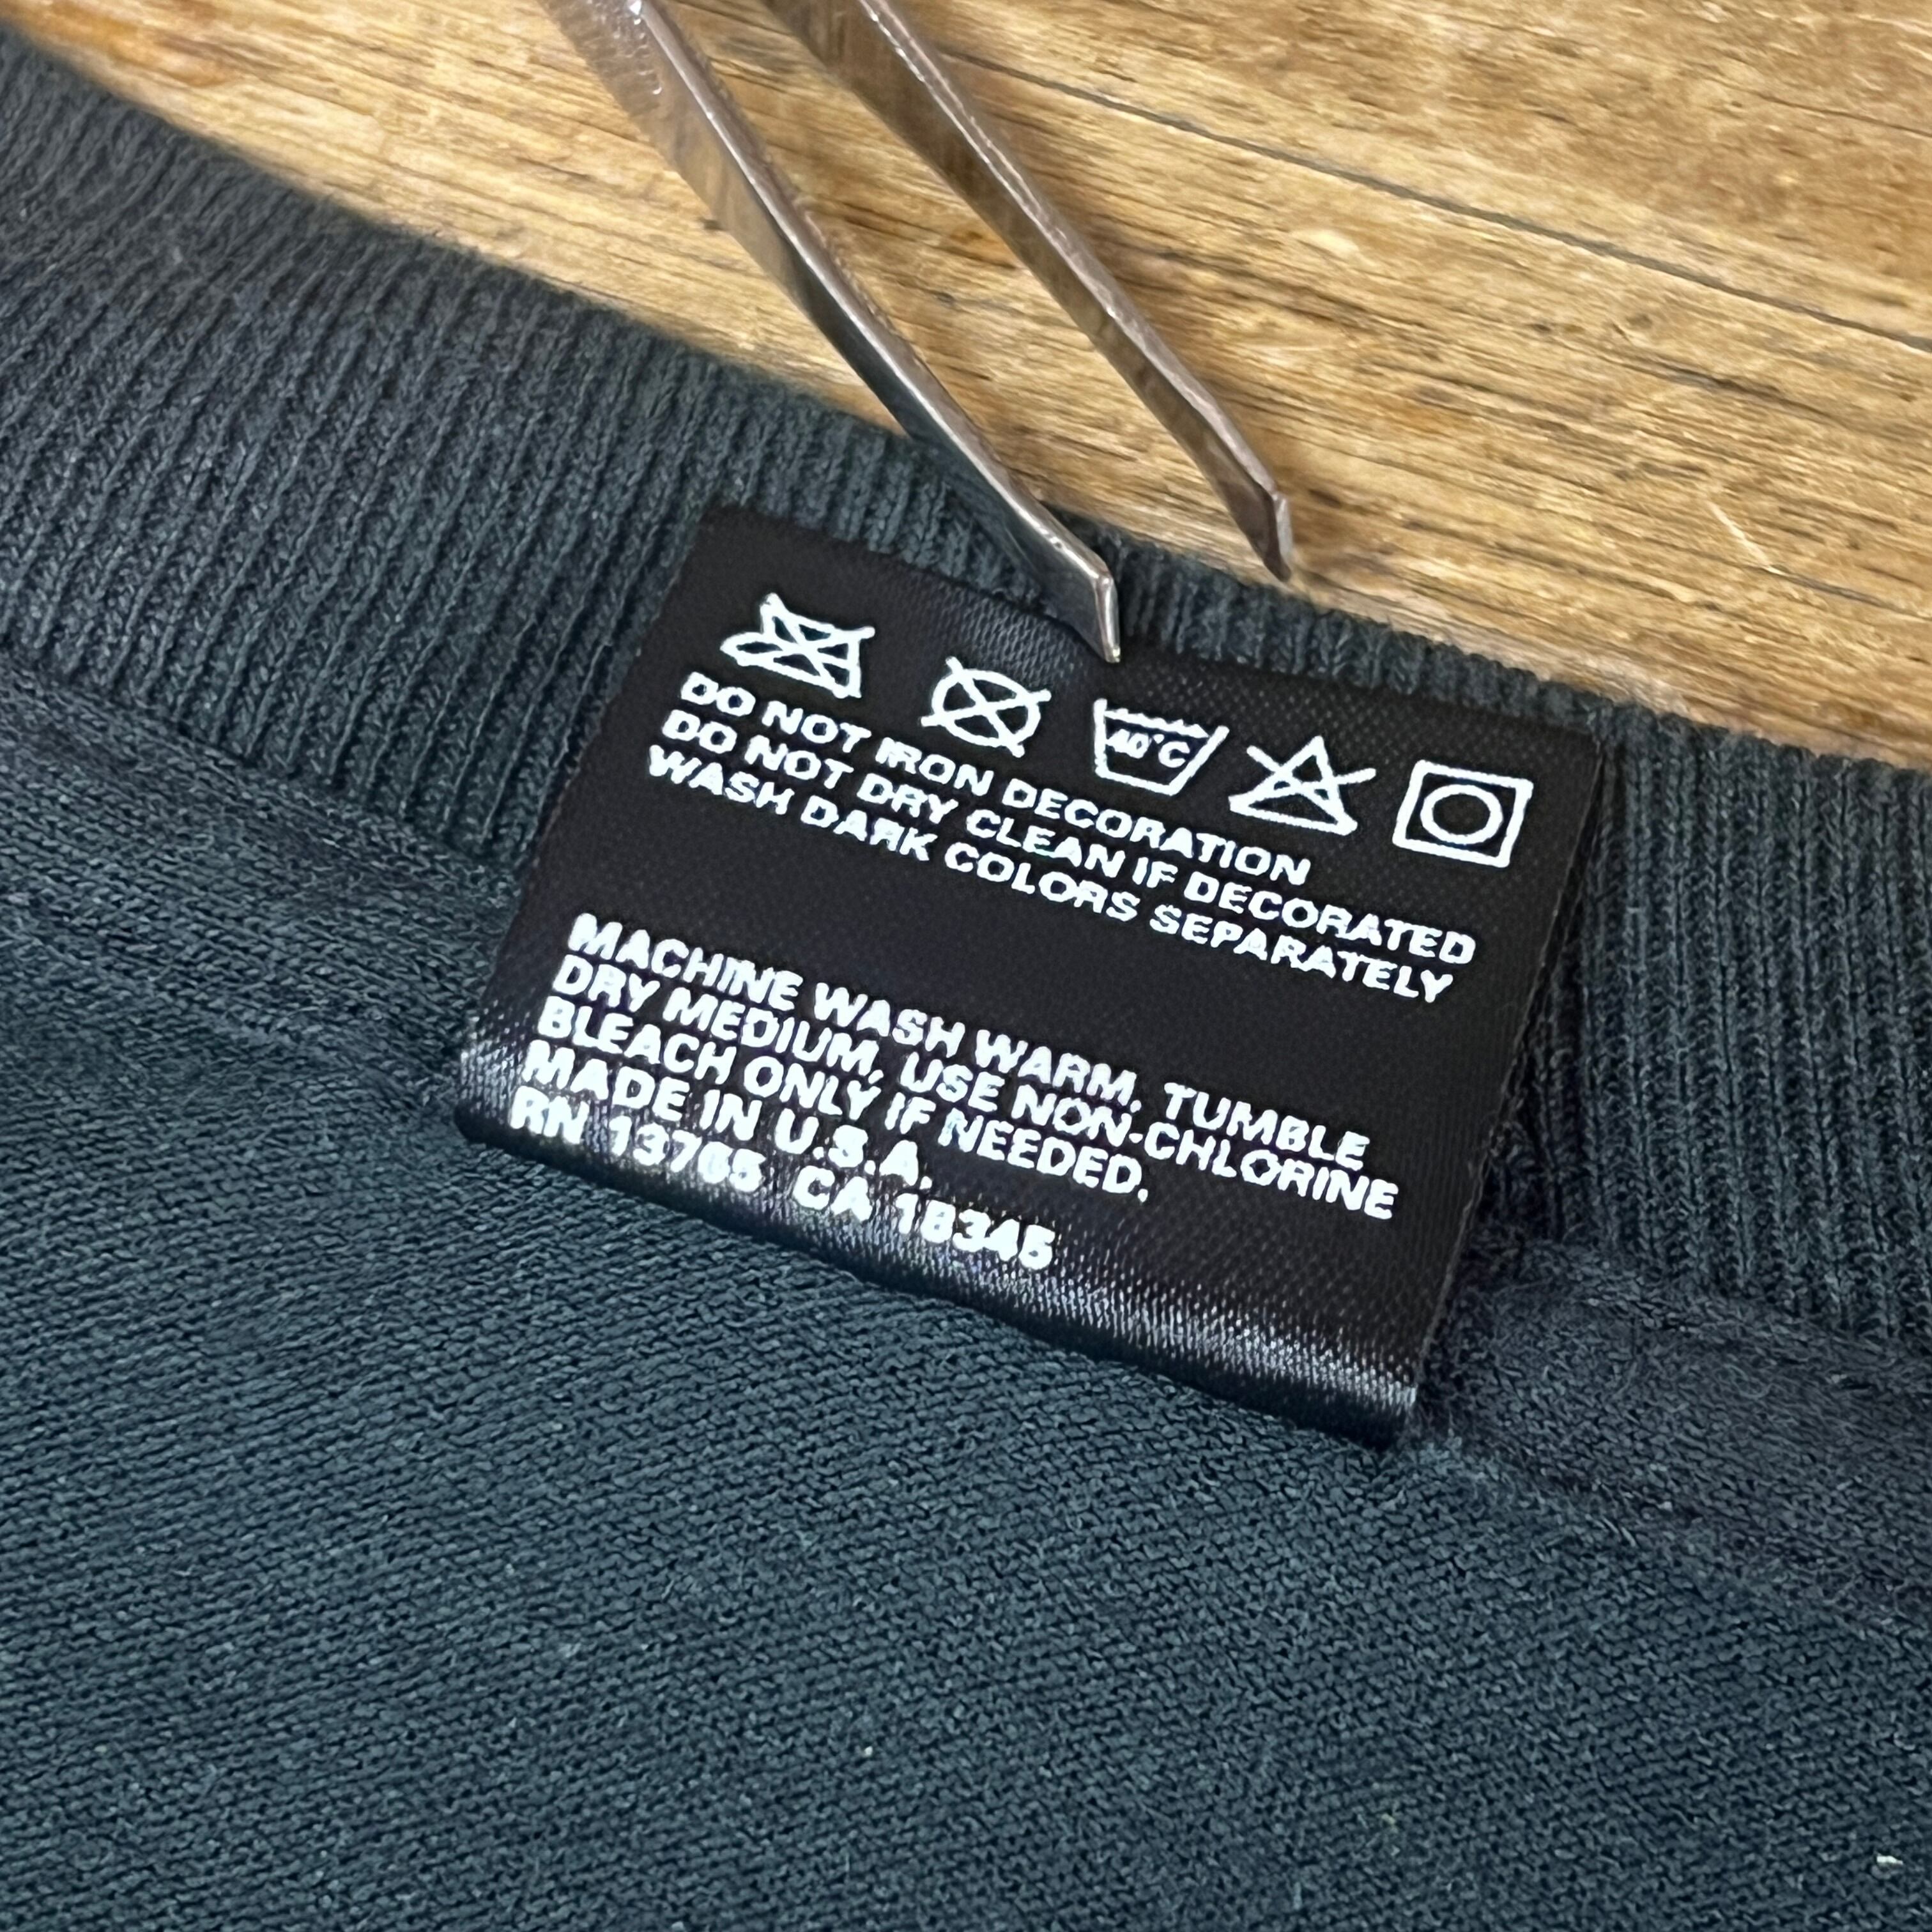 40°C
DO NOT IRON DECORATION
DO NOT DRY CLEAN IF DECORATED
WASH DARK COLORS SEPARATELY
MACHINE WASH WARM, TUMBLE
DRY MEDIUM, USE NON-CHLORINE
BLEACH ONLY IF NEEDED.
MADE IN U.S.A.
RN 13765 CA 18345